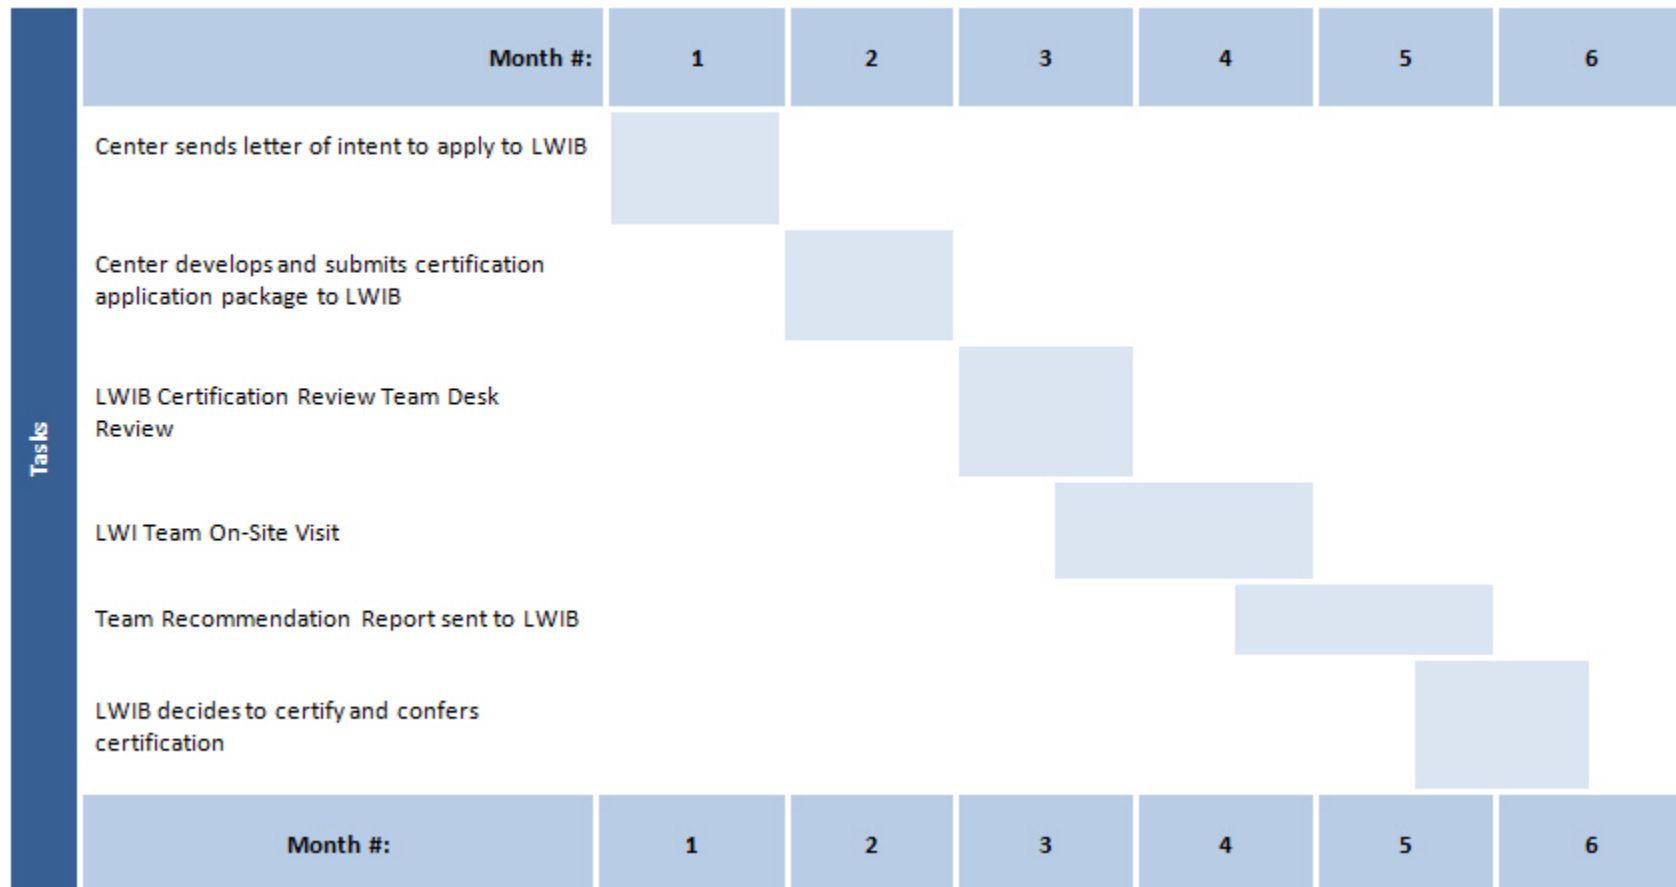 Month #: 1 2 3 4 5 6
Tasks
Center sends letter of intent to apply to LWIB
Center develops and submits certification
application package to LWIB
LWIB Certification Review Team Desk
Review
LWI Team On-Site Visit
Team Recommendation Report sent to LWIB
LWIB decides to certify and confers
certification
Month #: 1 2 3 4 5 6